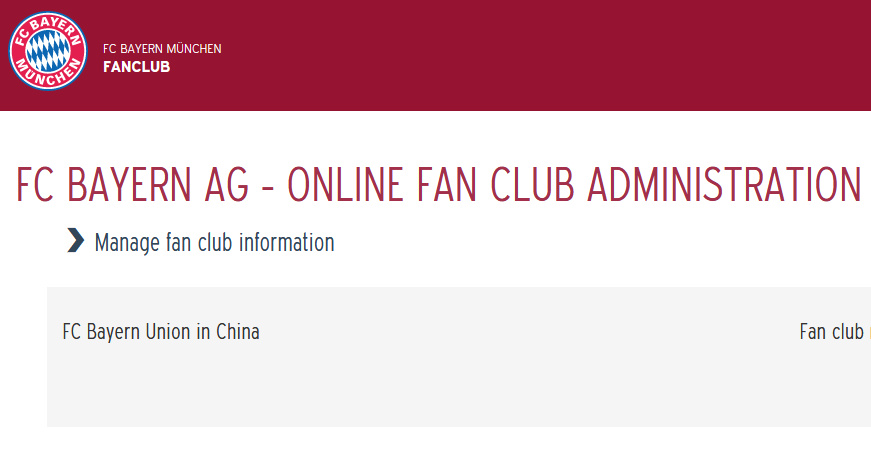 FC BAYERN
MÜNCHEN
FC BAYERN MÜNCHEN
FANCLUB
FC BAYERN AG - ONLINE FAN CLUB ADMINISTRATION
Manage fan club information
FC Bayern Union in China
Fan club